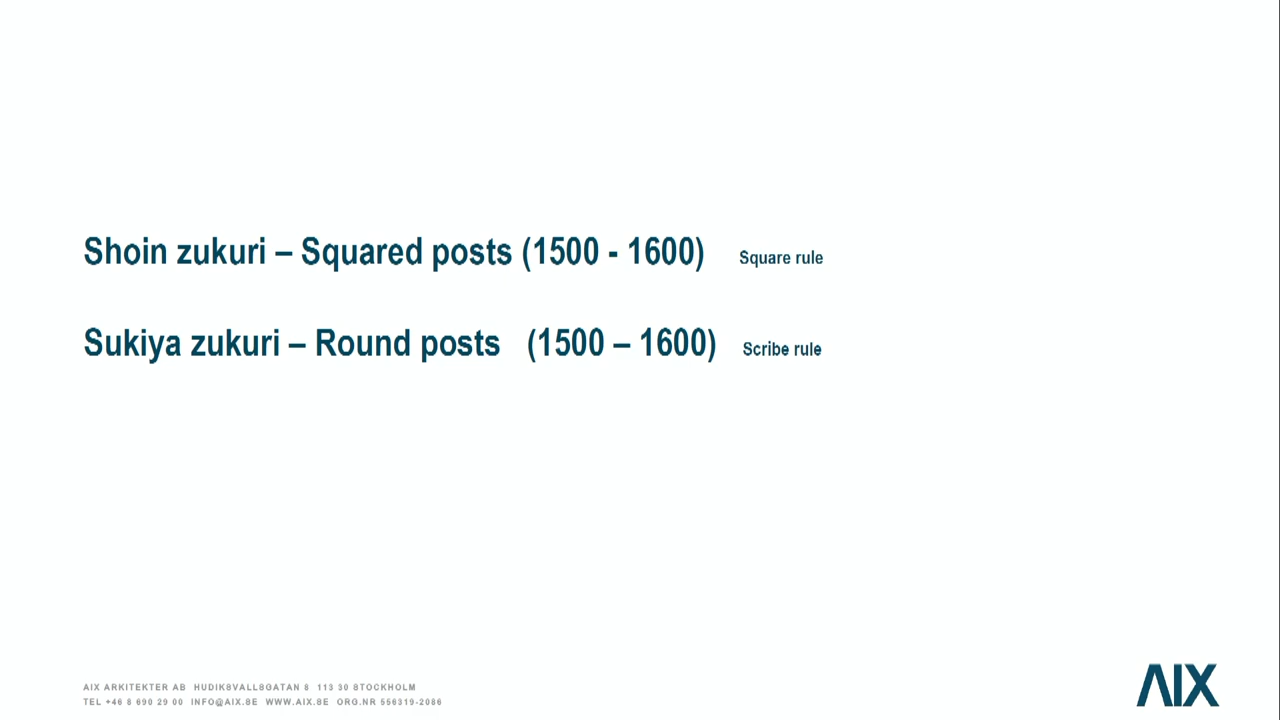 Shoin zukuri – Squared posts (1500 - 1600) Square rule
Sukiya zukuri – Round posts (1500 – 1600) Scribe rule
AIX ARKITEKTER AB HUDIKSVALLSGATAN 8 113 30 STOCKHOLM
TEL +46 8 690 29 00 INFO@AIX.SE WWW.AIX.SE ORG.NR 556319-2086
AIX